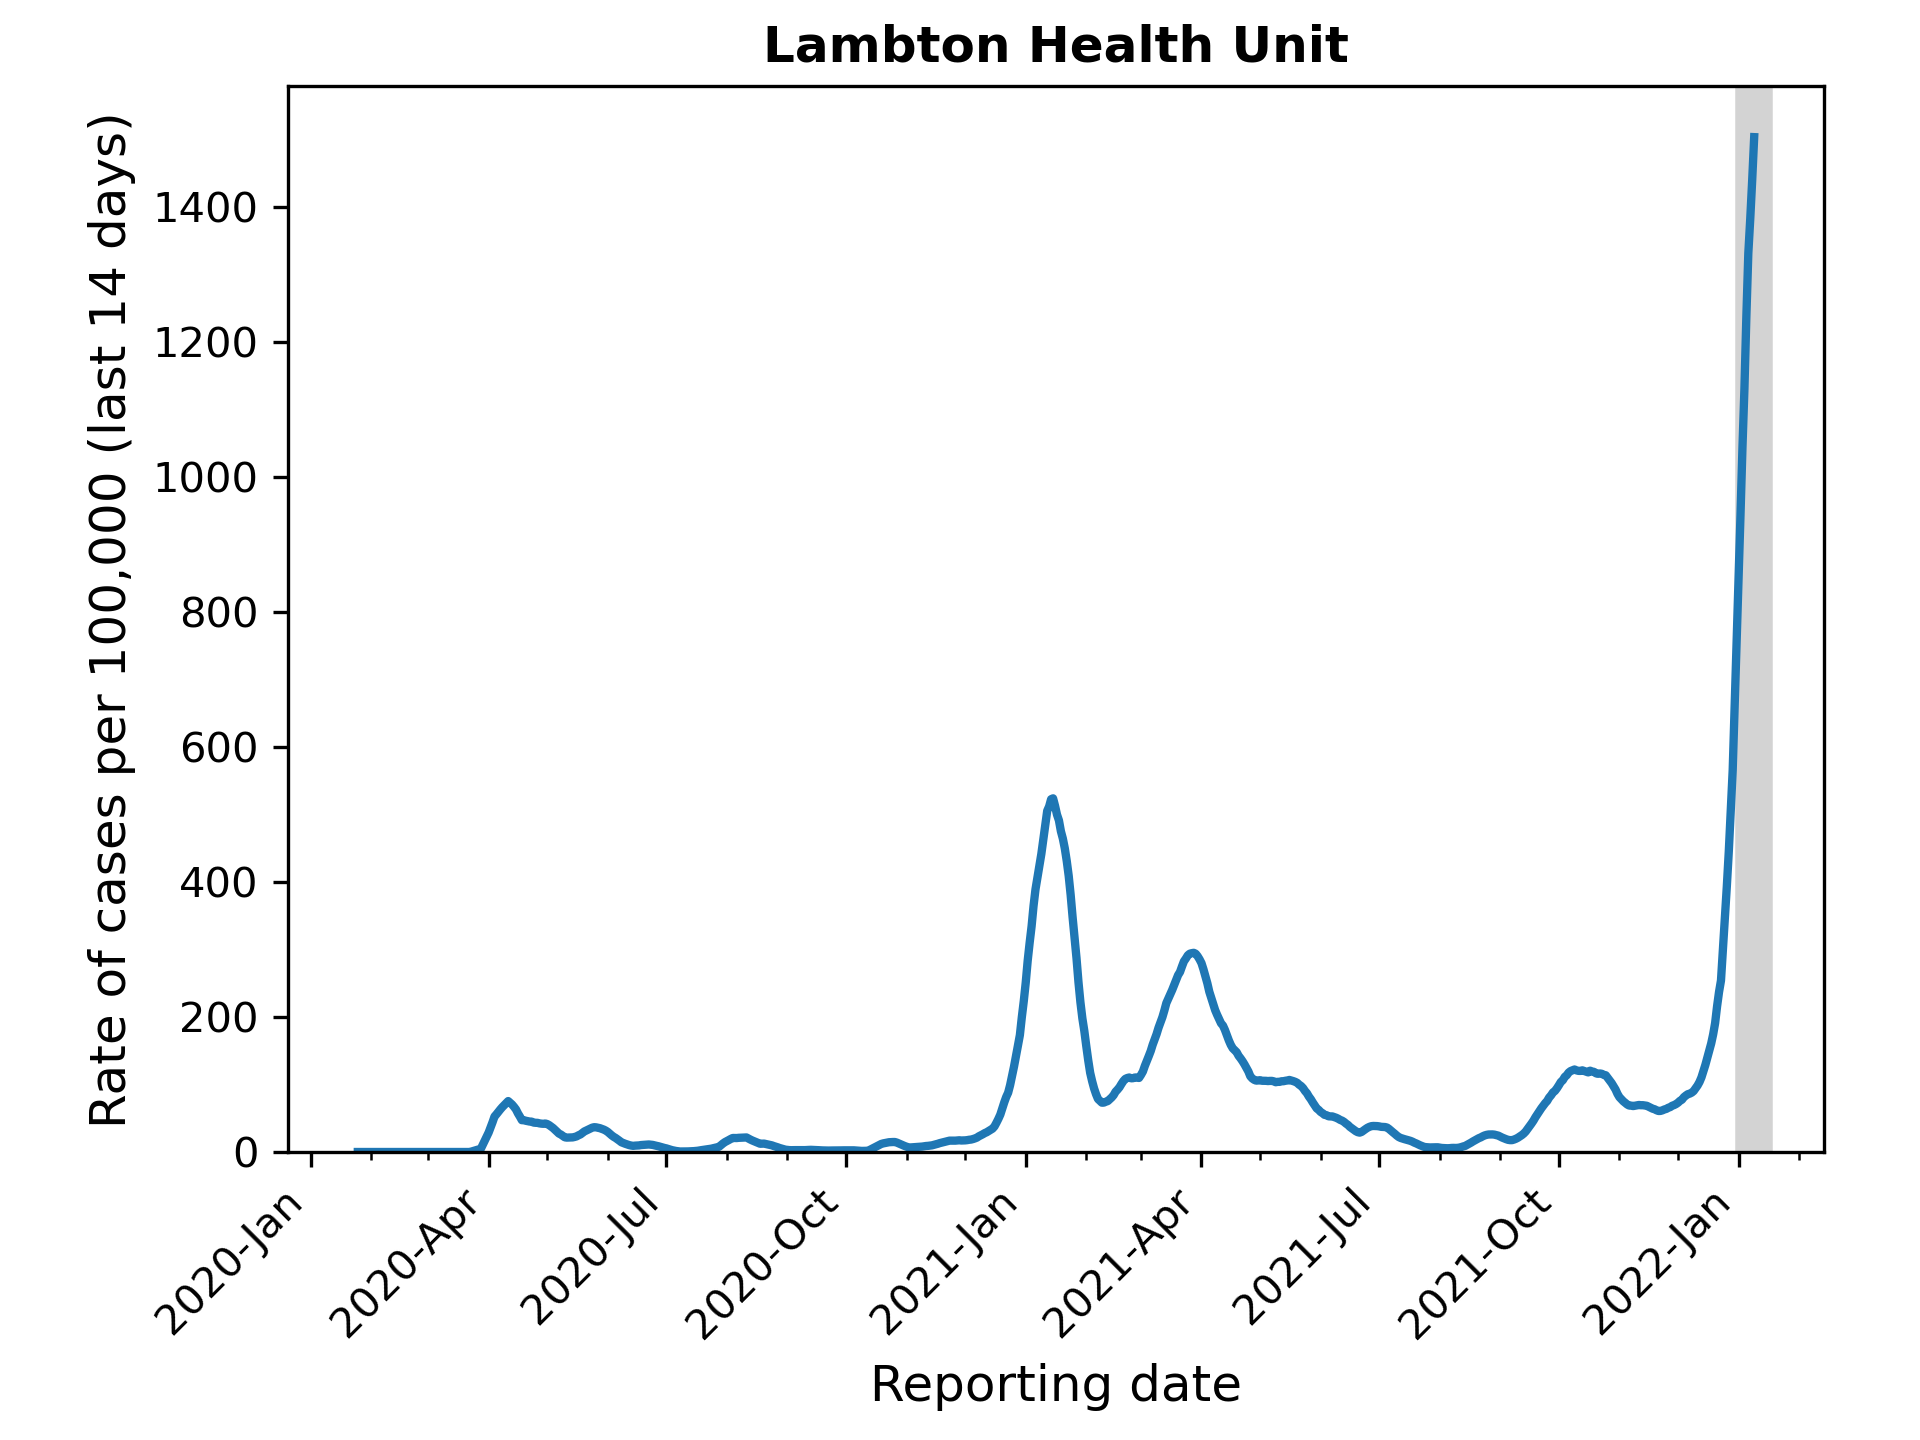 Lambton Health Unit
Rate of cases per 100,000 (last 14 days)
1400
1200
1000
800
600
400
200
0
2020-Jan
2020-Apr
2020-Jul
2020-Oct
2021-Jan
2021-Apr
2021-Jul
2021-Oct
2022-Jan
Reporting date